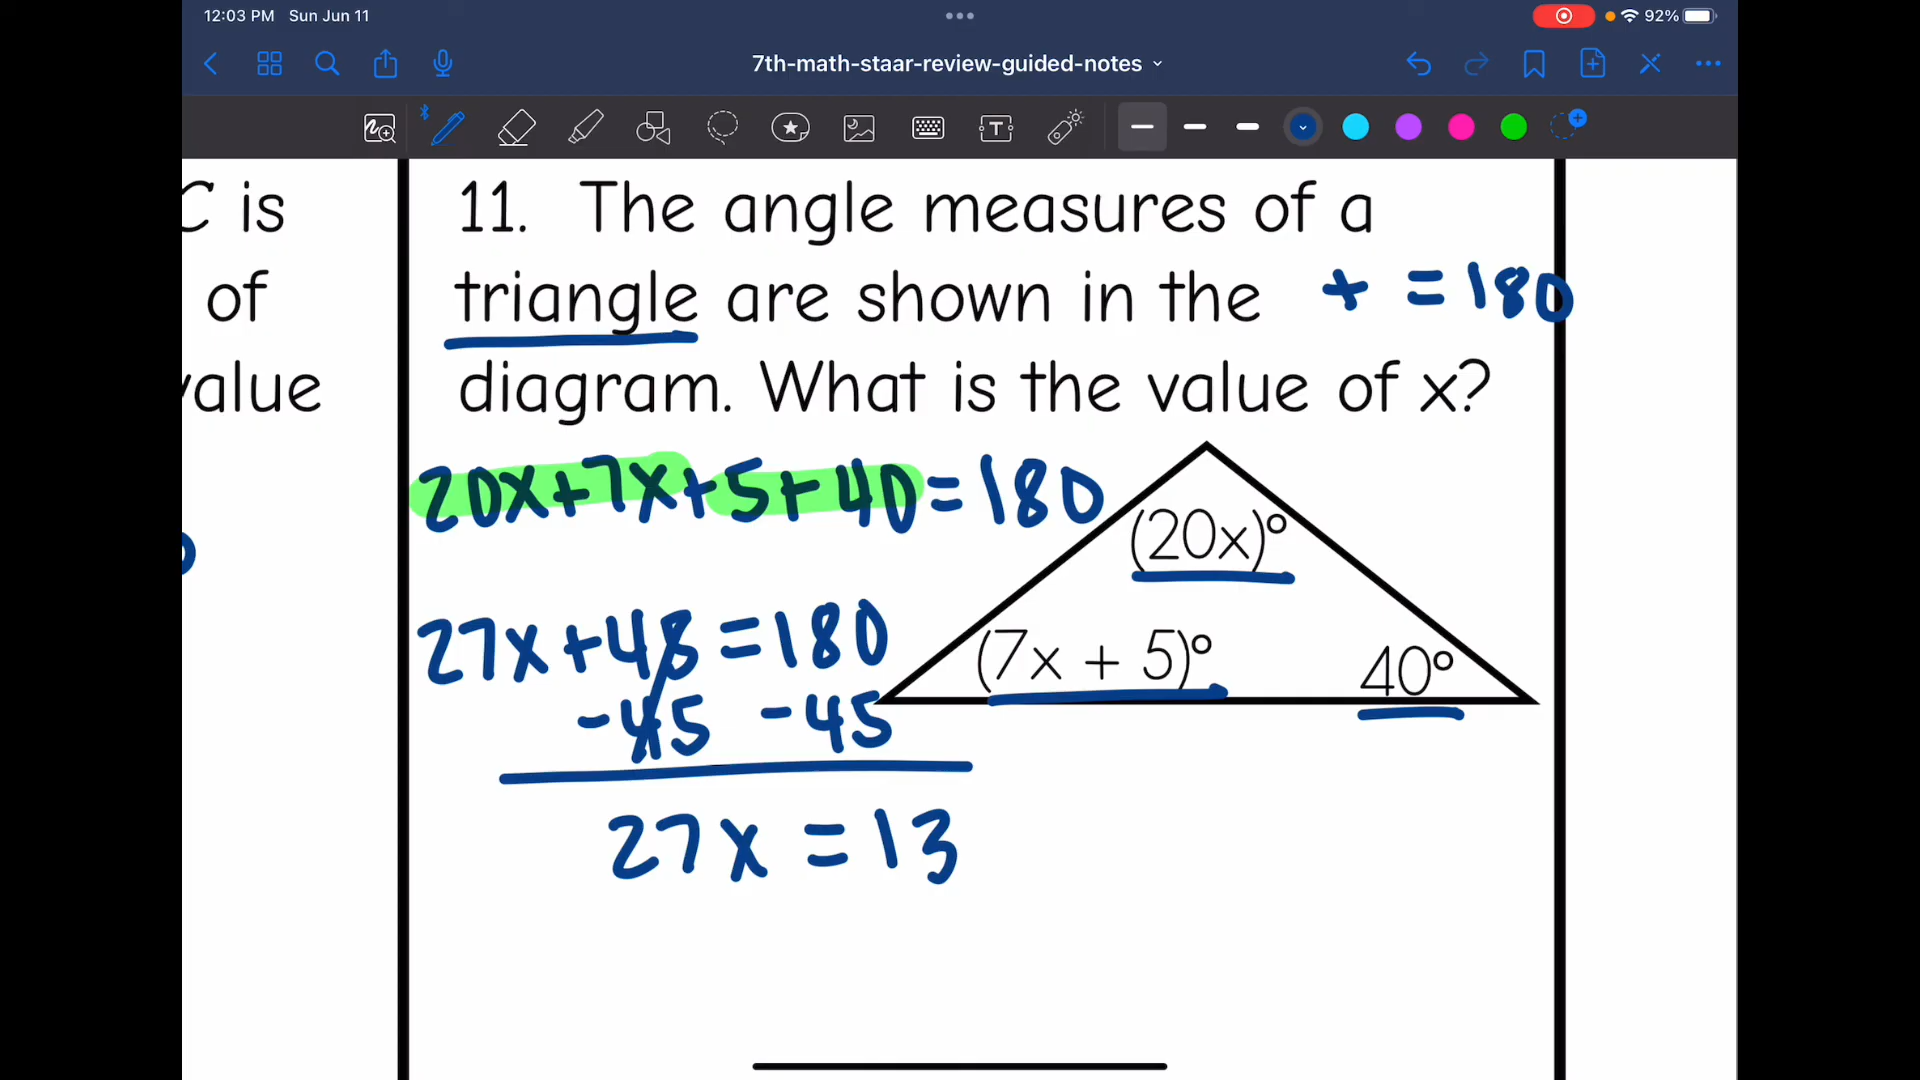 12:03 PM Sun Jun 11
92%
7th-math-staar-review-guided-notes
T
C is
of
value
11. The angle measures of a
triangle are shown in the + = 180
diagram. What is the value of x?
20x+7x+5+40=180
(20x)°
27x+45=180
(7x + 5)°
40°
-45 -45
27x = 13